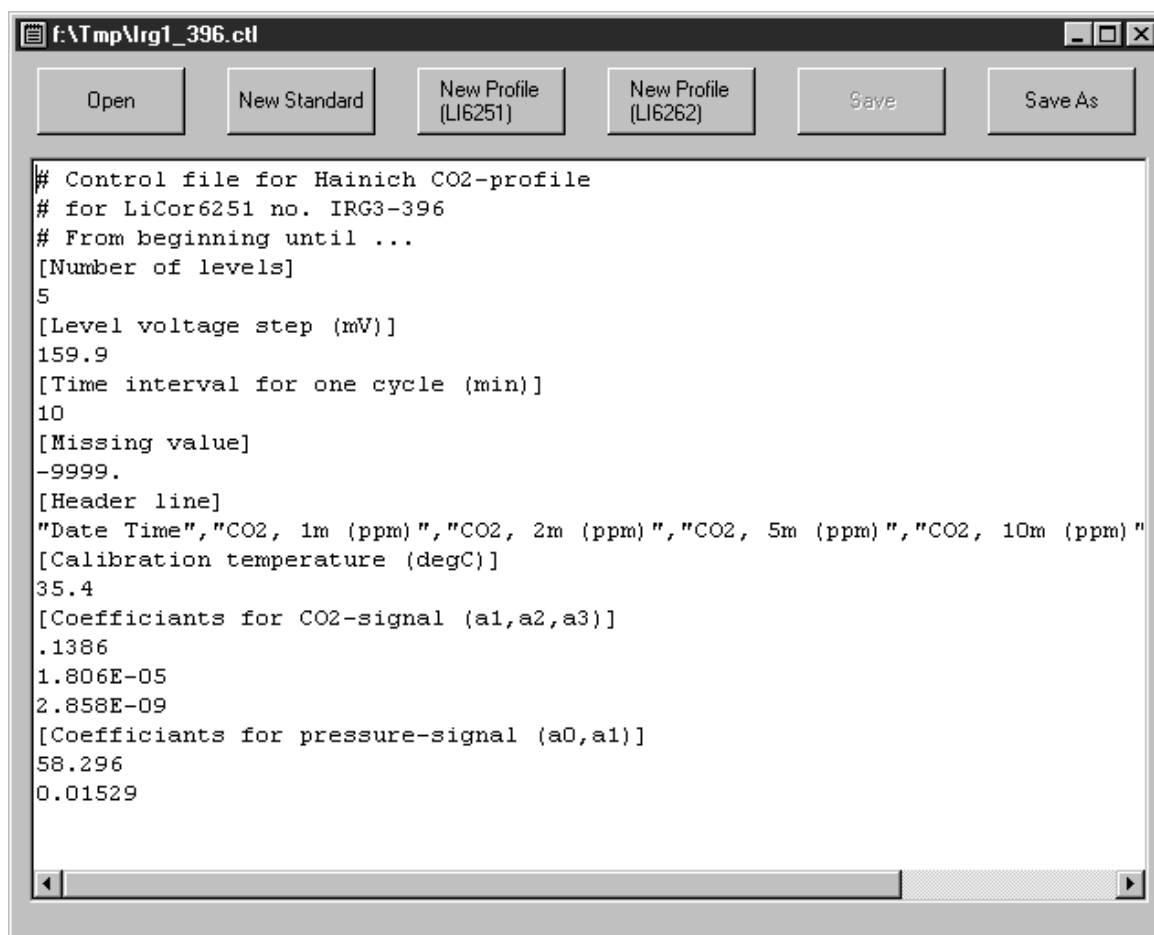 f:\Tmp\Irg1_396.ctl
Open
New Standard
New Profile
(LI6251)
New Profile
(LI6262)
Save
Save As
# Control file for Hainich CO2-profile
# for LiCor6251 no. IRG3-396
# From beginning until ...
[Number of levels]
5
[Level voltage step (mV)]
159.9
[Time interval for one cycle (min)]
10
[Missing value]
-9999.
[Header line]
"Date Time","CO2, 1m (ppm)","CO2, 2m (ppm)","CO2, 5m (ppm)","CO2, 10m (ppm)"
[Calibration temperature (degC)]
35.4
[Coefficiants for CO2-signal (a1,a2,a3)]
.1386
1.806E-05
2.858E-09
[Coefficiants for pressure-signal (a0,a1)]
58.296
0.01529